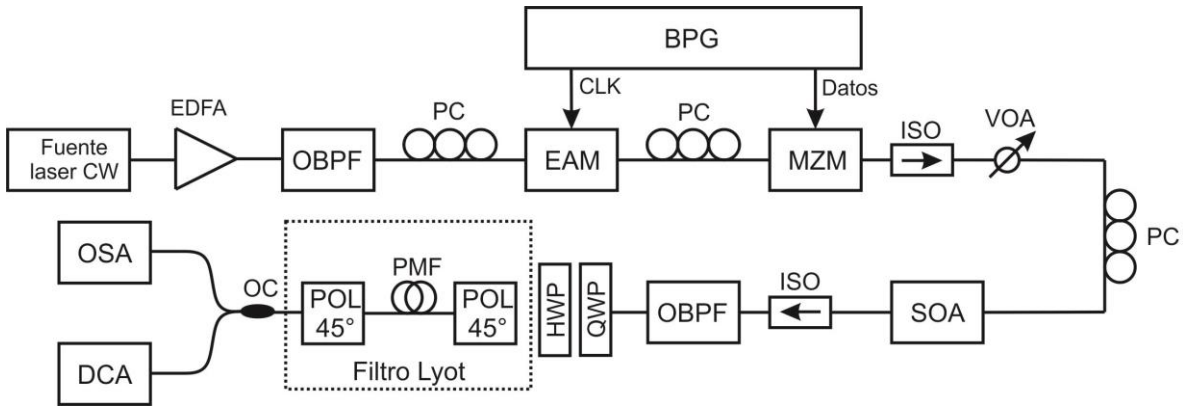 BPG
CLK
Datos
EDFA
PC
PC
ISO
VOA
Fuente
laser CW
OBPF
EAM
MZM
PC
OSA
OC
PMF
POL
45°
POL
45°
HWP
QWP
OBPF
ISO
SOA
DCA
Filtro Lyot